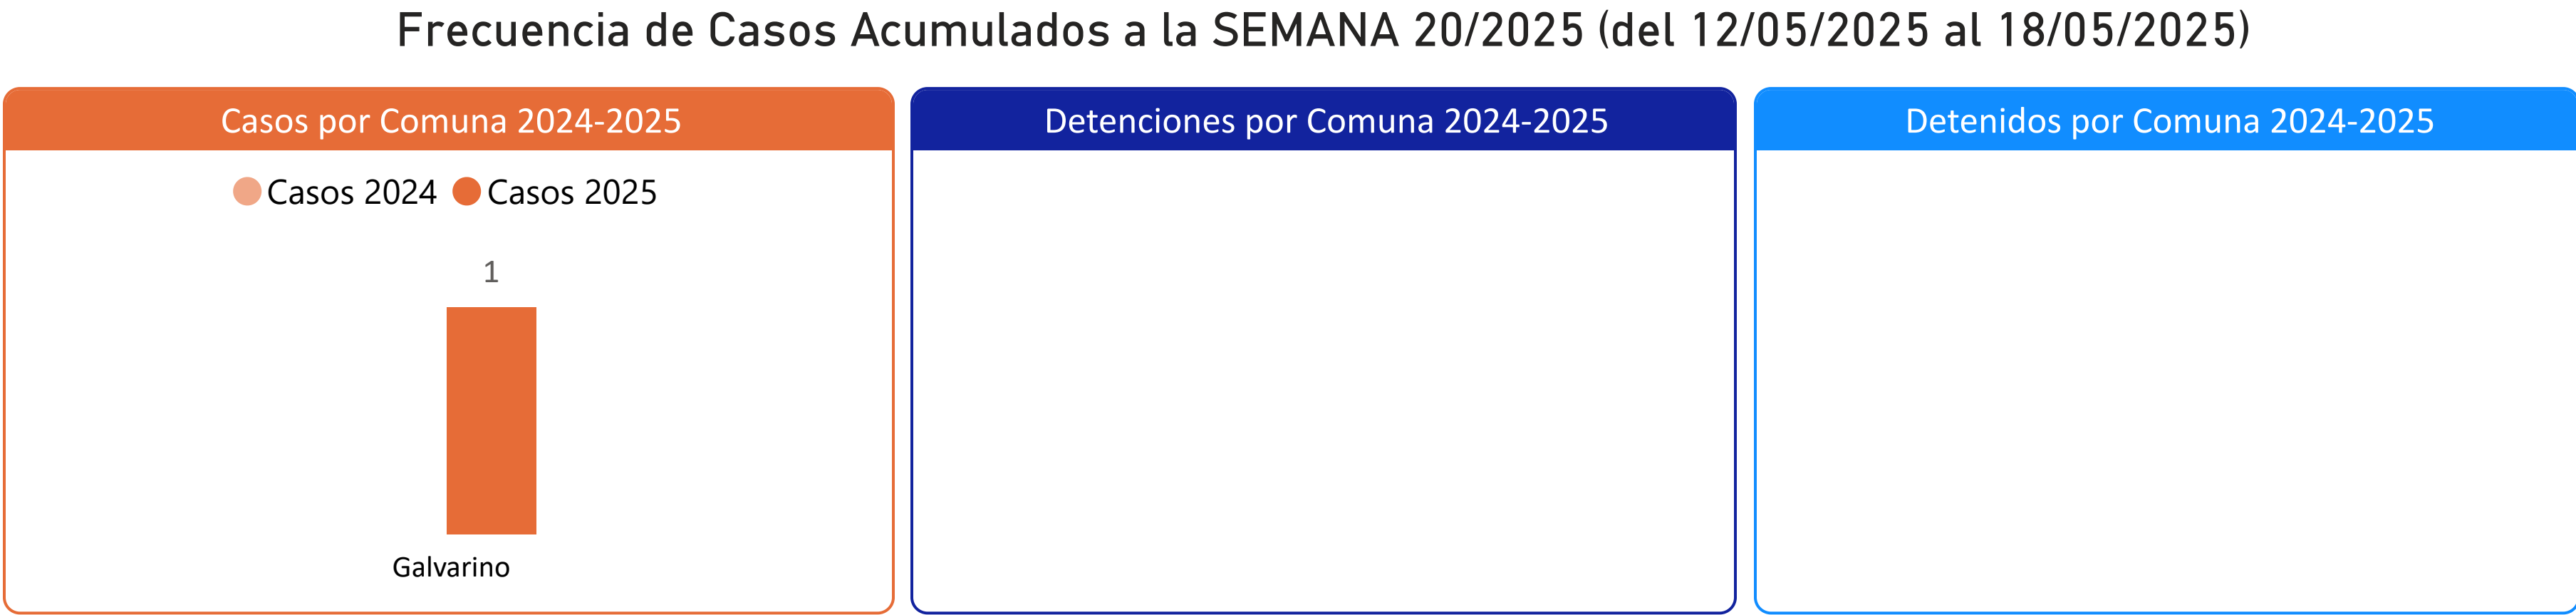 Frecuencia de Casos Acumulados a la SEMANA 20/2025 (del 12/05/2025 al 18/05/2025)
Casos por Comuna 2024-2025
Casos 2024 Casos 2025
1
Galvarino
Detenciones por Comuna 2024-2025
Detenidos por Comuna 2024-2025